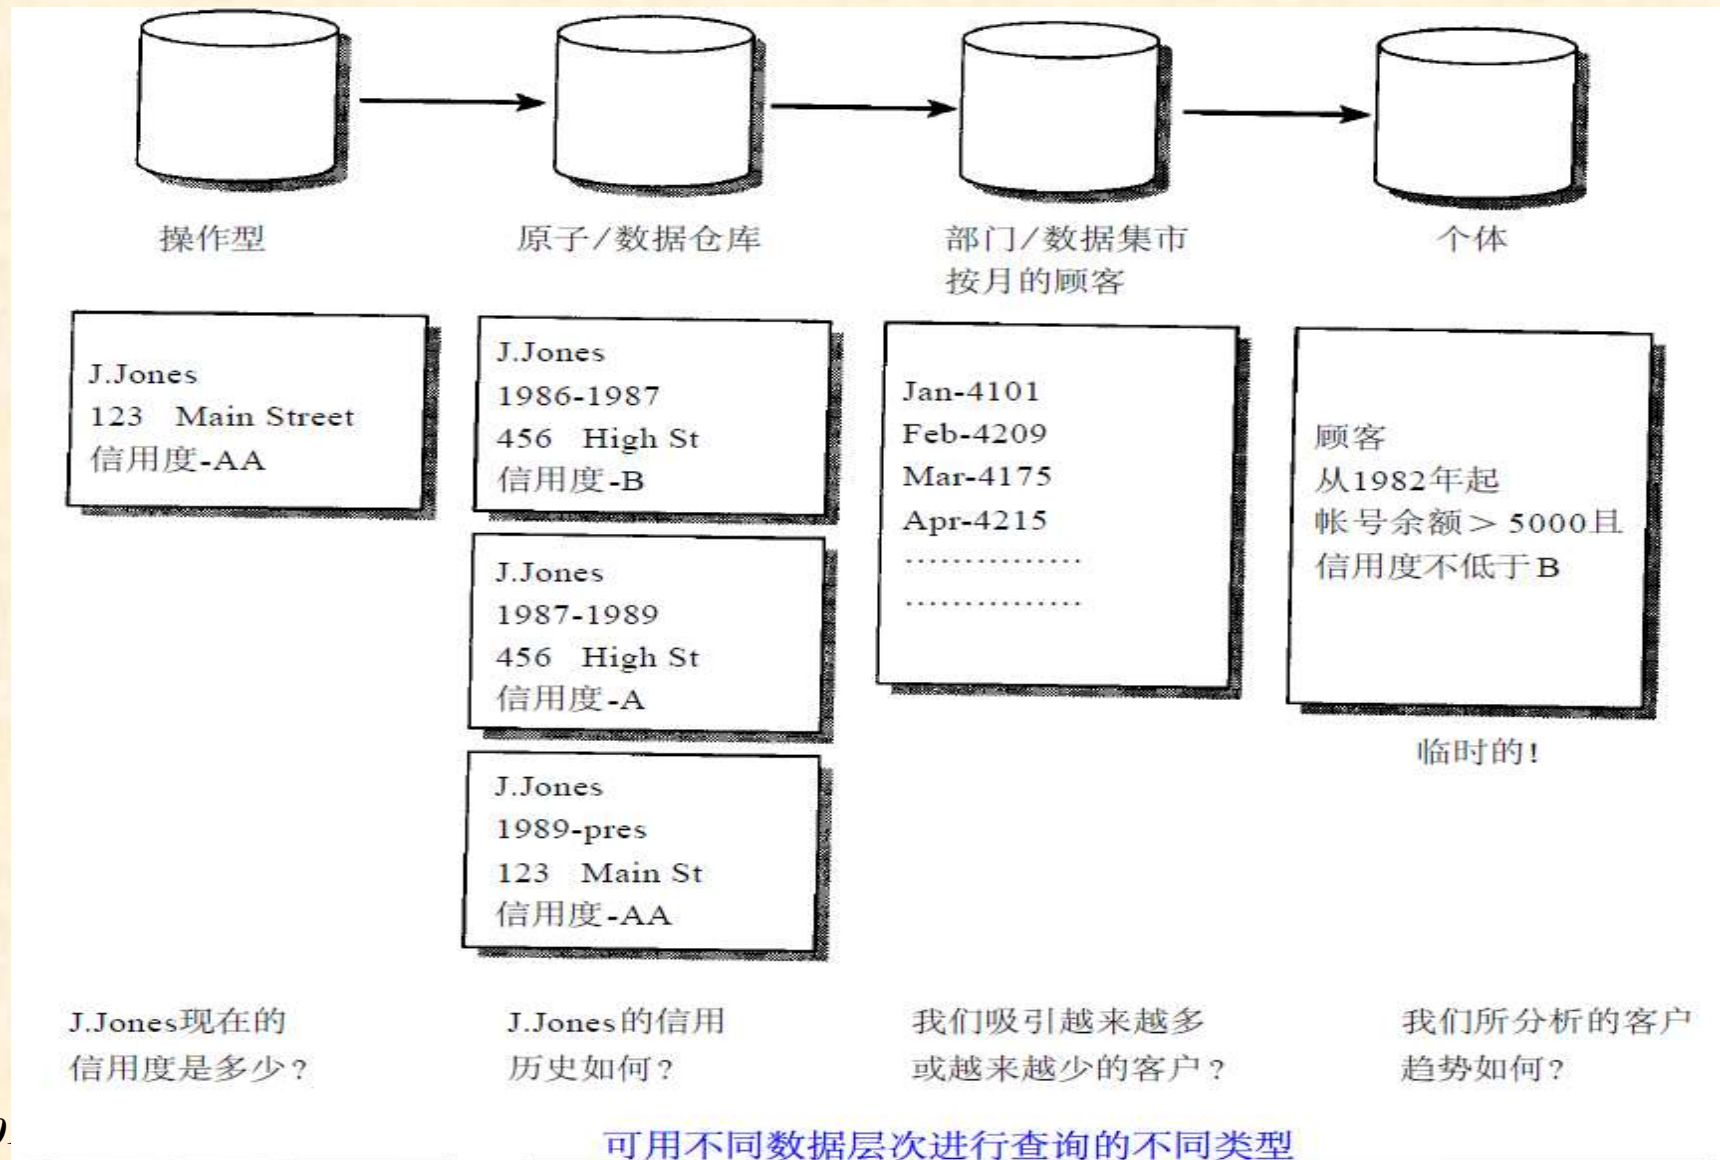 操作型
原子/数据仓库
部门/数据集市
按月的顾客
个体
J.Jones
123 Main Street
信用度-AA
J.Jones
1986-1987
456 High St
信用度-B
J.Jones
1987-1989
456 High St
信用度-A
J.Jones
1989-pres
123 Main St
信用度-AA
Jan-4101
Feb-4209
Mar-4175
Apr-4215
...............
...............
顾客
从1982年起
帐号余额＞5000且
信用度不低于B
临时的!
J.Jones现在的
信用度是多少?
J.Jones的信用
历史如何?
我们吸引越来越多
或越来越少的客户?
我们所分析的客户
趋势如何?
可用不同数据层次进行查询的不同类型